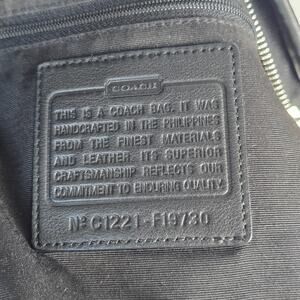 COACH
THIS IS A COACH BAG. IT WAS
HANDCRAFTED IN THE PHILIPPINES
FROM THE FINEST MATERIALS
AND LEATHER. ITS SUPERIOR
CRAFTSMANSHIP REFLECTS OUR
COMMITMENT TO ENDURING QUALITY.
Nº C1221-F19730